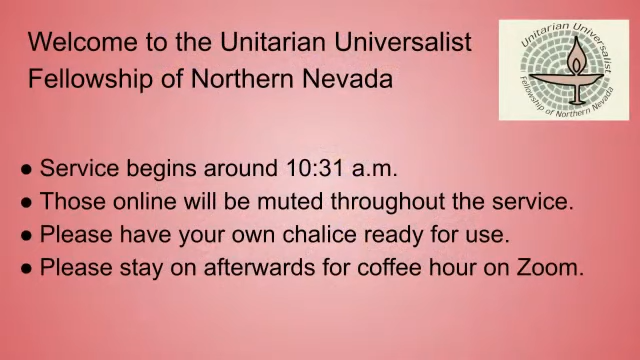 Welcome to the Unitarian Universalist
Fellowship of Northern Nevada
Unitarian Universalist
Fellowship of Northern Nevada
● Service begins around 10:31 a.m.
● Those online will be muted throughout the service.
● Please have your own chalice ready for use.
● Please stay on afterwards for coffee hour on Zoom.